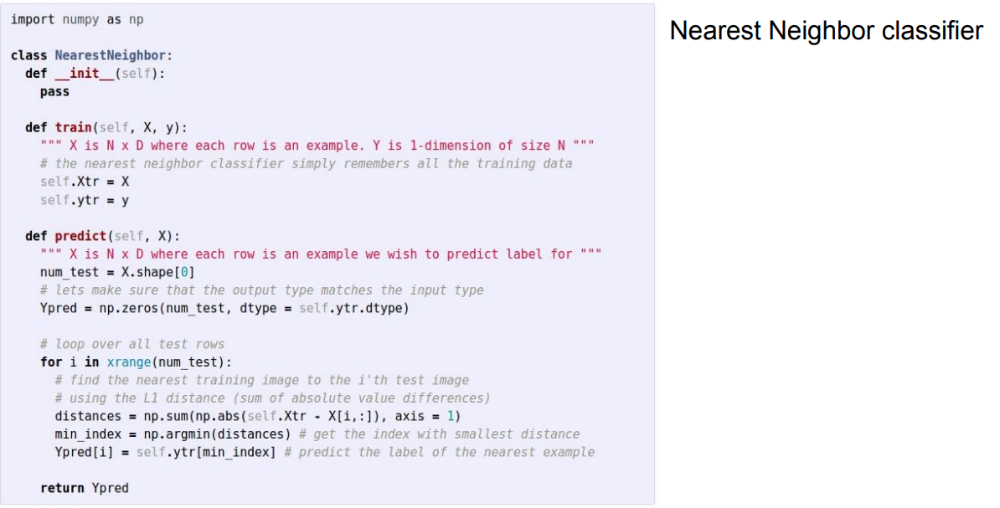 import numpy as np
class NearestNeighbor:
def __init__(self):
pass
def train(self, X, y):
""" X is N x D where each row is an example. Y is 1-dimension of size N """
# the nearest neighbor classifier simply remembers all the training data
self.Xtr = X
self.ytr = y
def predict(self, X):
""" X is N x D where each row is an example we wish to predict label for """
num_test = X.shape[0]
# lets make sure that the output type matches the input type
Ypred = np.zeros(num_test, dtype = self.ytr.dtype)
# loop over all test rows
for i in xrange(num_test):
# find the nearest training image to the i'th test image
# using the L1 distance (sum of absolute value differences)
distances = np.sum(np.abs(self.Xtr - X[i,:]), axis = 1)
min_index = np.argmin(distances) # get the index with smallest distance
Ypred[i] = self.ytr[min_index] # predict the label of the nearest example
return Ypred
Nearest Neighbor classifier